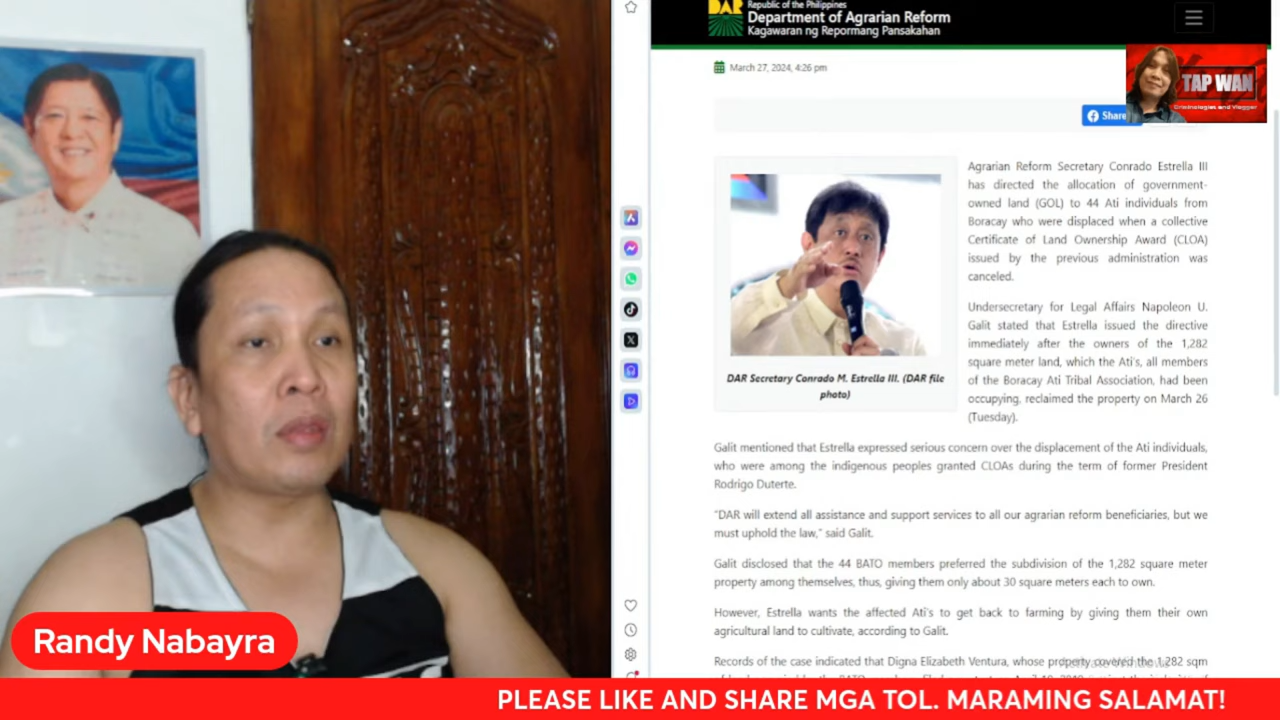 DAR
Republic of the Philippines
Department of Agrarian Reform
Kagawaran ng Repormang Pansakahan
March 27, 2024, 4:26 pm
TAP WAN
Criminologist and Vlogger
Share
Agrarian Reform Secretary Conrado Estrella III
has directed the allocation of government-
owned land (GOL) to 44 Ati individuals from
Boracay who were displaced when a collective
Certificate of Land Ownership Award (CLOA)
issued by the previous administration was
canceled.
Undersecretary for Legal Affairs Napoleon U.
Galit stated that Estrella issued the directive
immediately after the owners of the 1,282
square meter land, which the Ati's, all members
of the Boracay Ati Tribal Association, had been
occupying, reclaimed the property on March 26
(Tuesday).
DAR Secretary Conrado M. Estrella III. (DAR file
photo)
Galit mentioned that Estrella expressed serious concern over the displacement of the Ati individuals,
who were among the indigenous peoples granted CLOAs during the term of former President
Rodrigo Duterte.
"DAR will extend all assistance and support services to all our agrarian reform beneficiaries, but we
must uphold the law," said Galit.
Galit disclosed that the 44 BATO members preferred the subdivision of the 1,282 square meter
property among themselves, thus, giving them only about 30 square meters each to own.
However, Estrella wants the affected Ati's to get back to farming by giving them their own
agricultural land to cultivate, according to Galit.
Records of the case indicated that Digna Elizabeth Ventura, whose property covered the 1,282 sqm
Randy Nabayra
PLEASE LIKE AND SHARE MGA TOL. MARAMING SALAMAT!